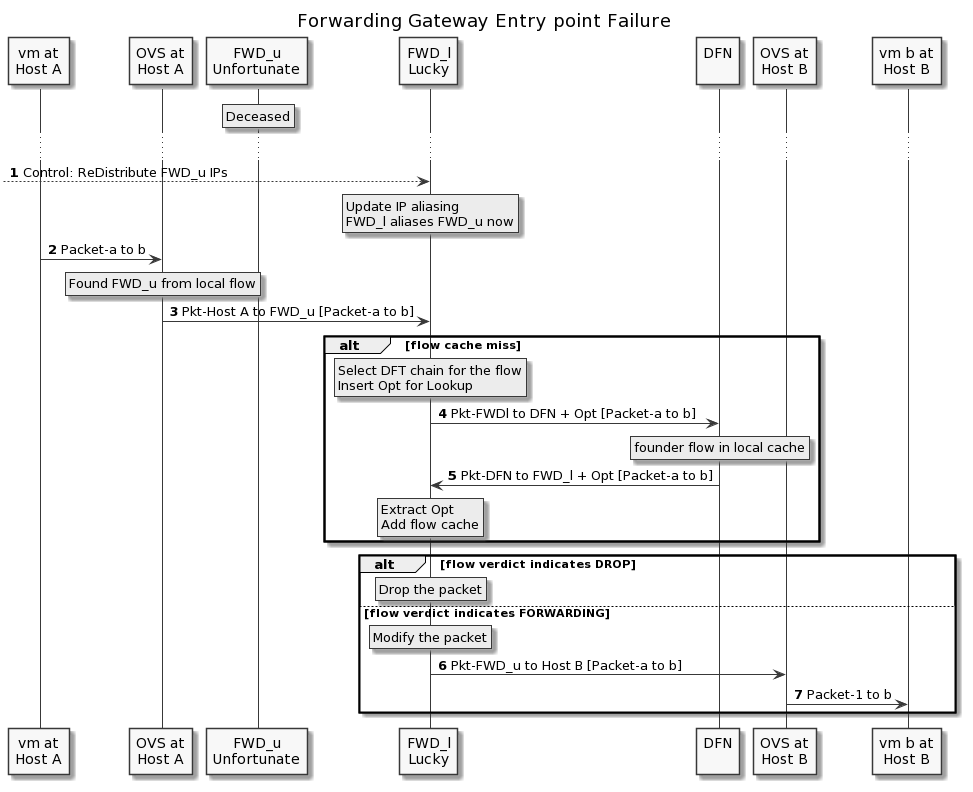 Forwarding Gateway Entry point Failure
vm at
Host A
OVS at
Host A
FWD_u
Unfortunate
FWD_l
Lucky
DFN
OVS at
Host B
vm b at
Host B
Deceased
1 Control: ReDistribute FWD_u IPs
Update IP aliasing
FWD_l aliases FWD_u now
2 Packet-a to b
Found FWD_u from local flow
3 Pkt-Host A to FWD_u [Packet-a to b]
alt [flow cache miss]
Select DFT chain for the flow
Insert Opt for Lookup
4 Pkt-FWDl to DFN + Opt [Packet-a to b]
founder flow in local cache
5 Pkt-DFN to FWD_l + Opt [Packet-a to b]
Extract Opt
Add flow cache
alt [flow verdict indicates DROP]
Drop the packet
[flow verdict indicates FORWARDING]
Modify the packet
6 Pkt-FWD_u to Host B [Packet-a to b]
7 Packet-1 to b
vm at
Host A
OVS at
Host A
FWD_u
Unfortunate
FWD_l
Lucky
DFN
OVS at
Host B
vm b at
Host B